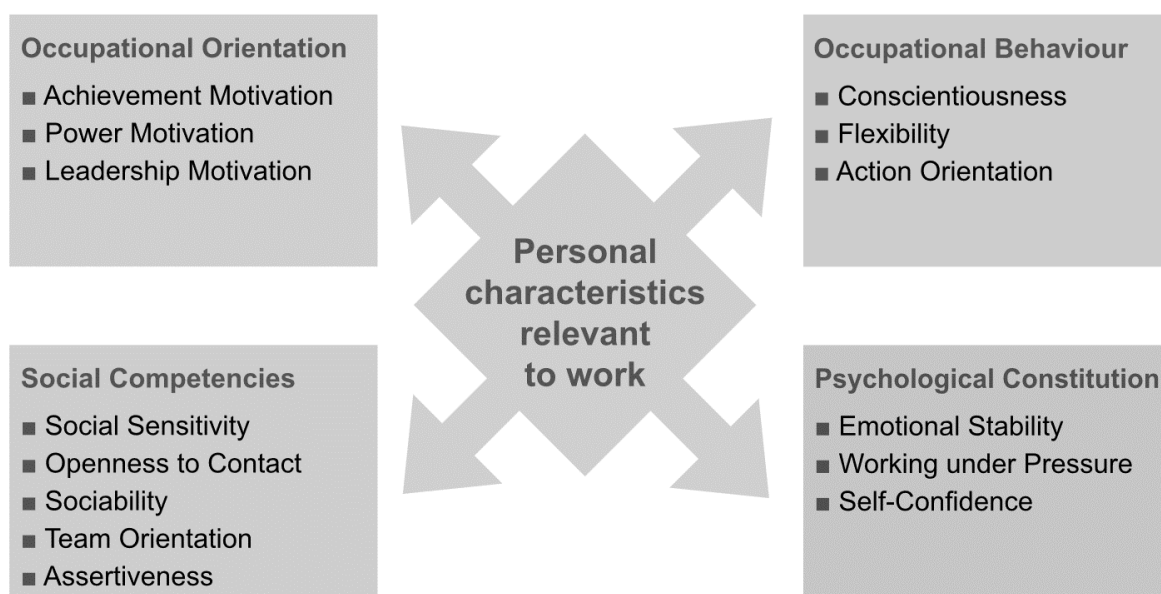 Occupational Orientation
■ Achievement Motivation
■ Power Motivation
■ Leadership Motivation
Occupational Behaviour
■ Conscientiousness
■ Flexibility
■ Action Orientation
Personal
characteristics
relevant
to work
Social Competencies
■ Social Sensitivity
■ Openness to Contact
■ Sociability
■ Team Orientation
■ Assertiveness
Psychological Constitution
■ Emotional Stability
■ Working under Pressure
■ Self-Confidence